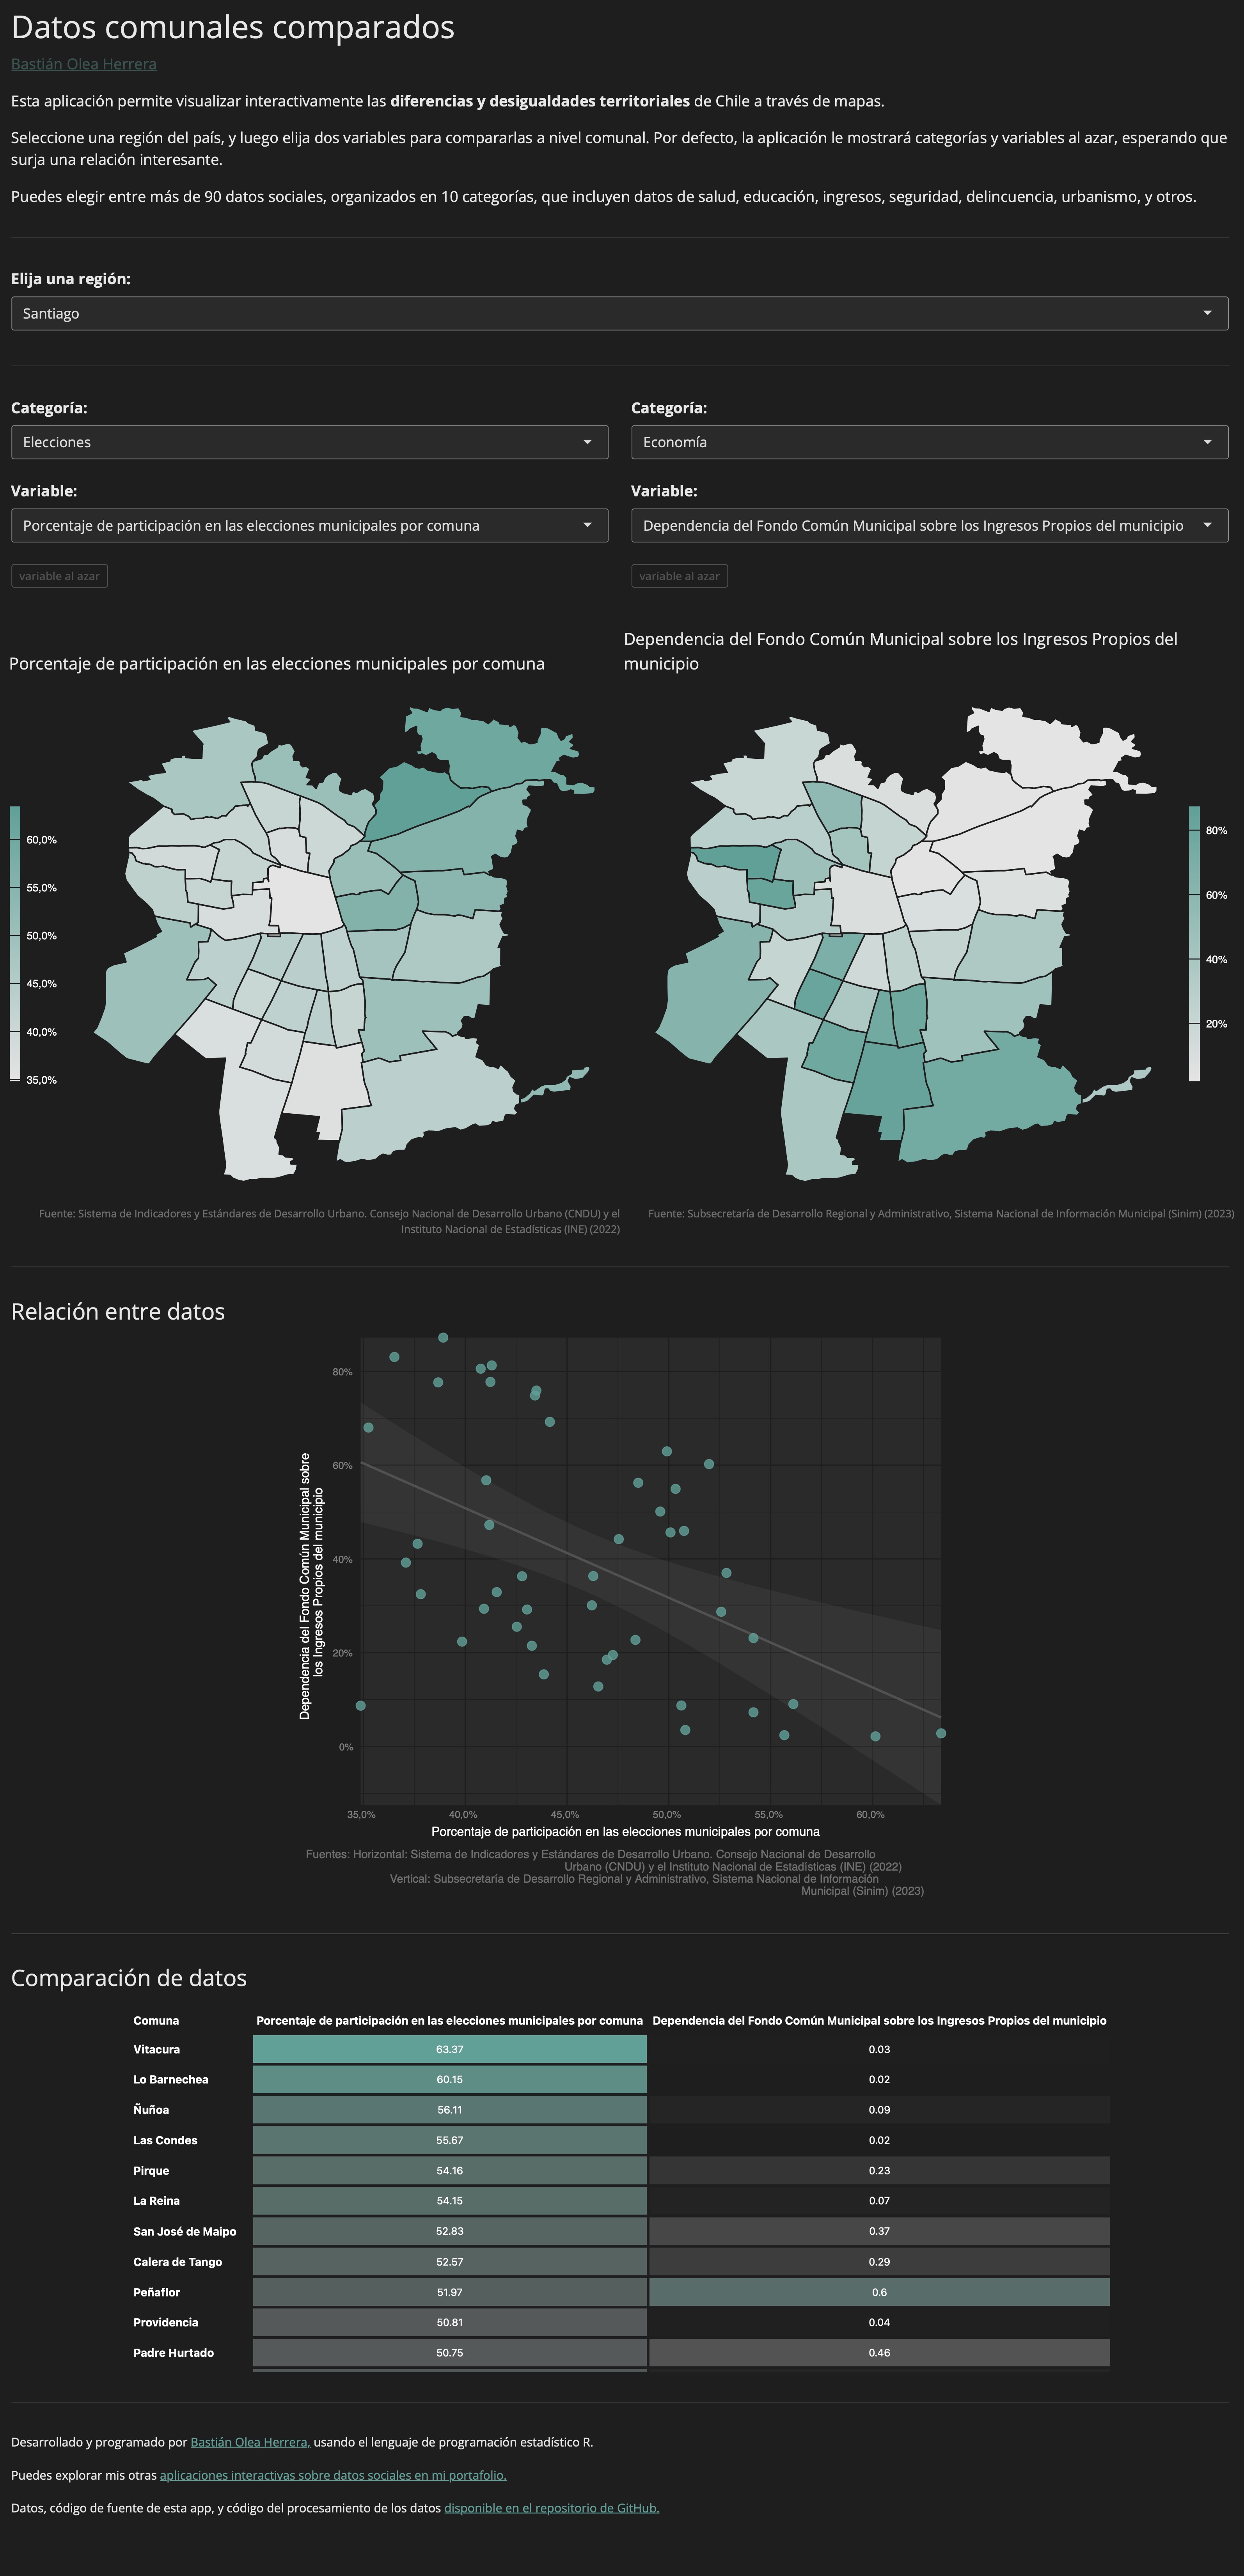 Datos comunales comparados
Bastián Olea Herrera
Esta aplicación permite visualizar interactivamente las diferencias y desigualdades territoriales de Chile a través de mapas.
Seleccione una región del país, y luego elija dos variables para compararlas a nivel comunal. Por defecto, la aplicación le mostrará categorías y variables al azar, esperando que
surja una relación interesante.
Puedes elegir entre más de 90 datos sociales, organizados en 10 categorías, que incluyen datos de salud, educación, ingresos, seguridad, delincuencia, urbanismo, y otros.
Elija una región:
Santiago
Categoría:
Elecciones
Variable:
Porcentaje de participación en las elecciones municipales por comuna
variable al azar
Categoría:
Economía
Variable:
Dependencia del Fondo Común Municipal sobre los Ingresos Propios del municipio
variable al azar
Porcentaje de participación en las elecciones municipales por comuna
60,0%
55,0%
50,0%
45,0%
40,0%
35,0%
Fuente: Sistema de Indicadores y Estándares de Desarrollo Urbano. Consejo Nacional de Desarrollo Urbano (CNDU) y el
Instituto Nacional de Estadísticas (INE) (2022)
Dependencia del Fondo Común Municipal sobre los Ingresos Propios del
municipio
80%
60%
40%
20%
Fuente: Subsecretaría de Desarrollo Regional y Administrativo, Sistema Nacional de Información Municipal (Sinim) (2023)
Relación entre datos
Dependencia del Fondo Común Municipal sobre
los Ingresos Propios del municipio
80%
60%
40%
20%
0%
35,0%
40,0%
45,0%
50,0%
55,0%
60,0%
Porcentaje de participación en las elecciones municipales por comuna
Fuentes: Horizontal: Sistema de Indicadores y Estándares de Desarrollo Urbano. Consejo Nacional de Desarrollo
Urbano (CNDU) y el Instituto Nacional de Estadísticas (INE) (2022)
Vertical: Subsecretaría de Desarrollo Regional y Administrativo, Sistema Nacional de Información
Municipal (Sinim) (2023)
Comparación de datos
Comuna Porcentaje de participación en las elecciones municipales por comuna Dependencia del Fondo Común Municipal sobre los Ingresos Propios del municipio
Vitacura 63.37 0.03
Lo Barnechea 60.15 0.02
Ñuñoa 56.11 0.09
Las Condes 55.67 0.02
Pirque 54.16 0.23
La Reina 54.15 0.07
San José de Maipo 52.83 0.37
Calera de Tango 52.57 0.29
Peñaflor 51.97 0.6
Providencia 50.81 0.04
Padre Hurtado 50.75 0.46
Desarrollado y programado por Bastián Olea Herrera, usando el lenguaje de programación estadístico R.
Puedes explorar mis otras aplicaciones interactivas sobre datos sociales en mi portafolio.
Datos, código de fuente de esta app, y código del procesamiento de los datos disponible en el repositorio de GitHub.